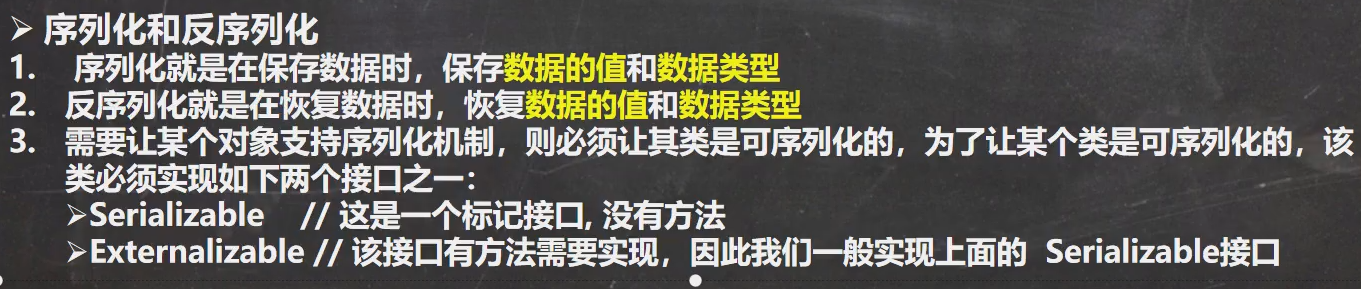 ➢ 序列化和反序列化
1. 序列化就是在保存数据时，保存数据的值和数据类型
2. 反序列化就是在恢复数据时，恢复数据的值和数据类型
3. 需要让某个对象支持序列化机制，则必须让其类是可序列化的，为了让某个类是可序列化的，该
类必须实现如下两个接口之一：
➢Serializable // 这是一个标记接口, 没有方法
➢Externalizable // 该接口有方法需要实现，因此我们一般实现上面的 Serializable接口